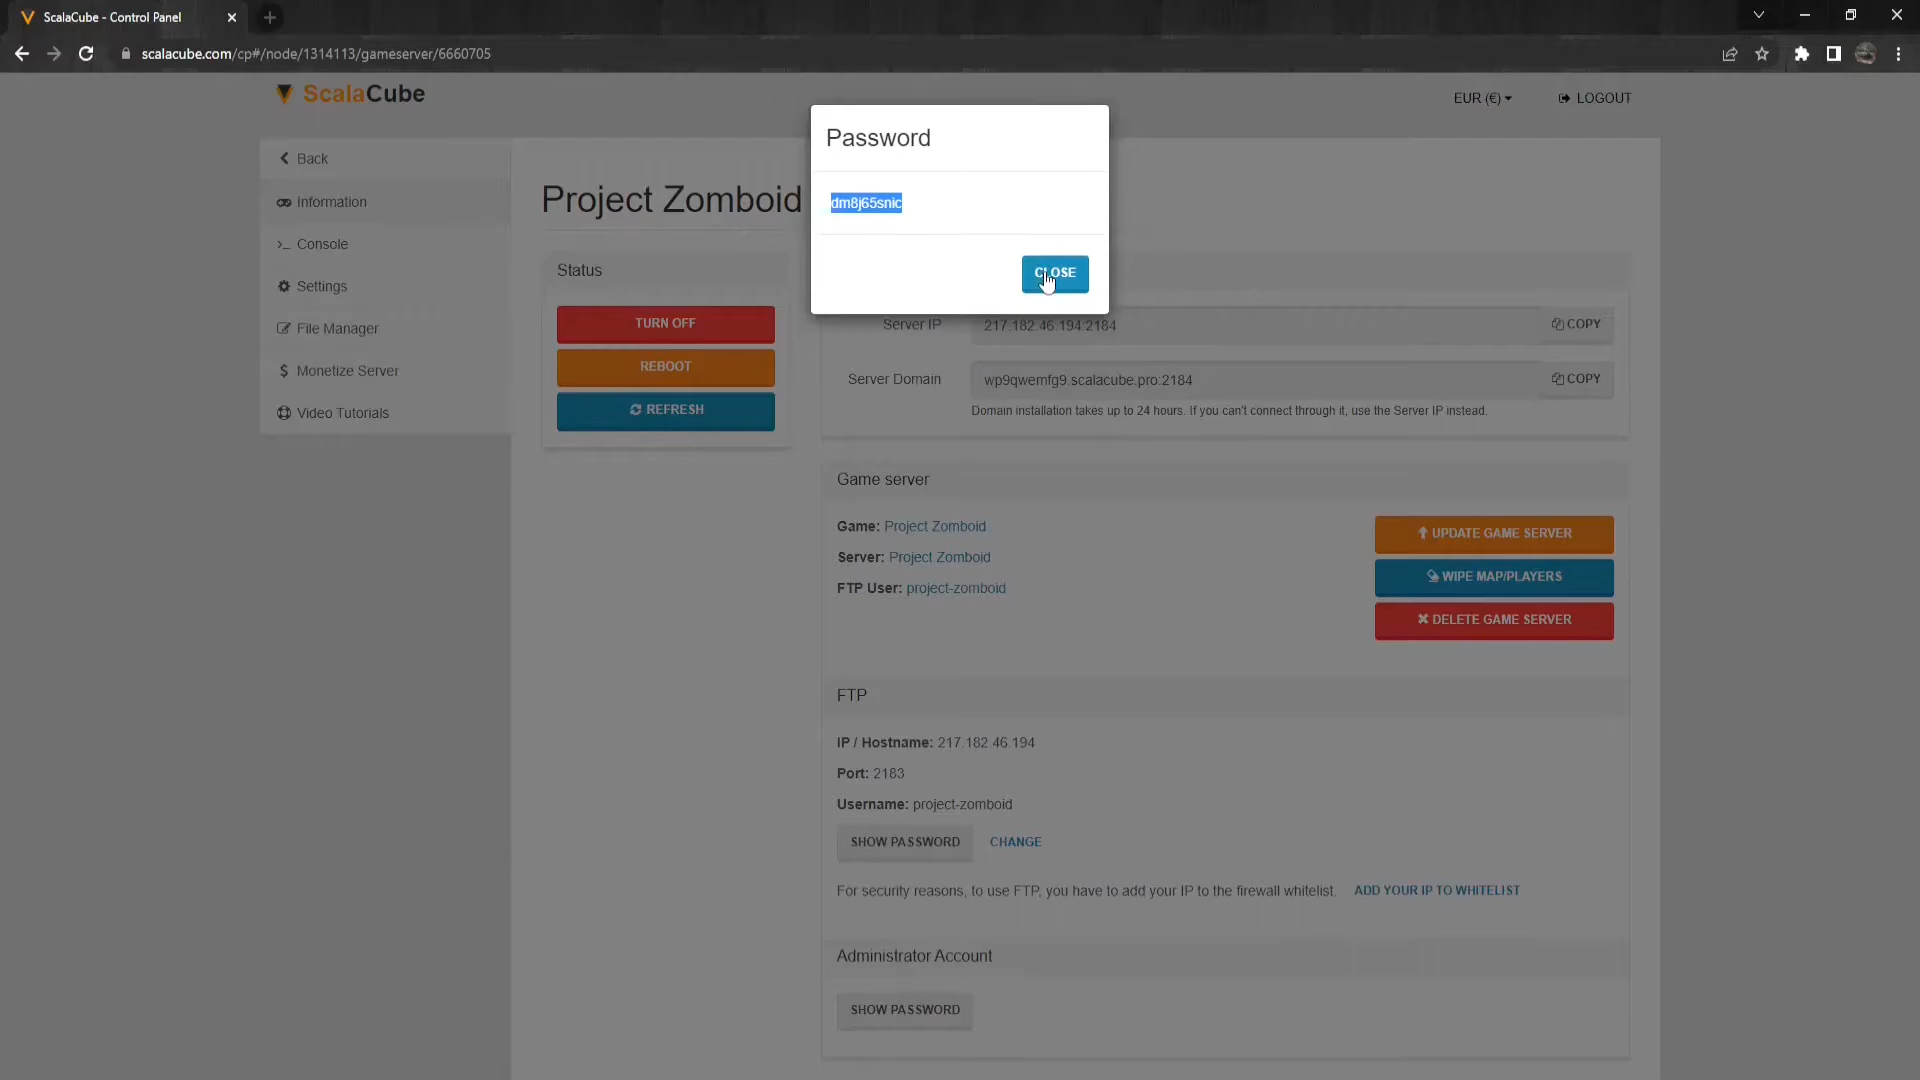 ScalaCube - Control Panel
scalacube.com/cp#/node/1314113/gameserver/6660705
ScalaCube
EUR (€)
LOGOUT
Back
Information
Console
Settings
File Manager
Monetize Server
Video Tutorials
Project Zomboid
Password
dm8j65snic
CLOSE
Status
TURN OFF
REBOOT
REFRESH
Server IP 217.182.46.194:2184 COPY
Server Domain wp9qwemfg9.scalacube.pro:2184 COPY
Domain installation takes up to 24 hours. If you can't connect through it, use the Server IP instead.
Game server
Game: Project Zomboid
Server: Project Zomboid
FTP User: project-zomboid
UPDATE GAME SERVER
WIPE MAP/PLAYERS
DELETE GAME SERVER
FTP
IP / Hostname: 217.182.46.194
Port: 2183
Username: project-zomboid
SHOW PASSWORD CHANGE
For security reasons, to use FTP, you have to add your IP to the firewall whitelist. ADD YOUR IP TO WHITELIST
Administrator Account
SHOW PASSWORD